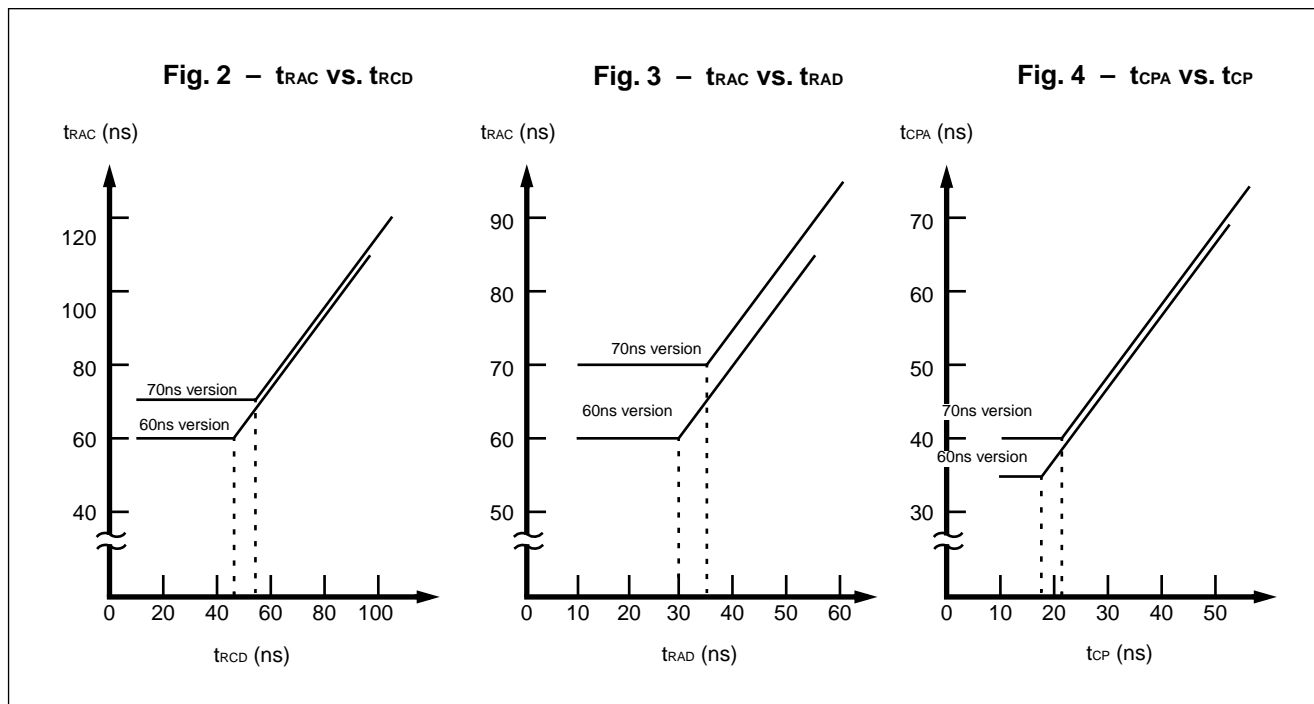 Fig. 2 – tRAC vs. tRCD
tRAC (ns)
120
100
80
60
40
70ns version
60ns version
0 20 40 60 80 100
tRCD (ns)
Fig. 3 – tRAC vs. tRAD
tRAC (ns)
90
80
70
60
50
70ns version
60ns version
0 10 20 30 40 50 60
tRAD (ns)
Fig. 4 – tCPA vs. tCP
tCPA (ns)
70
60
50
40
30
70ns version
60ns version
0 10 20 30 40 50
tCP (ns)